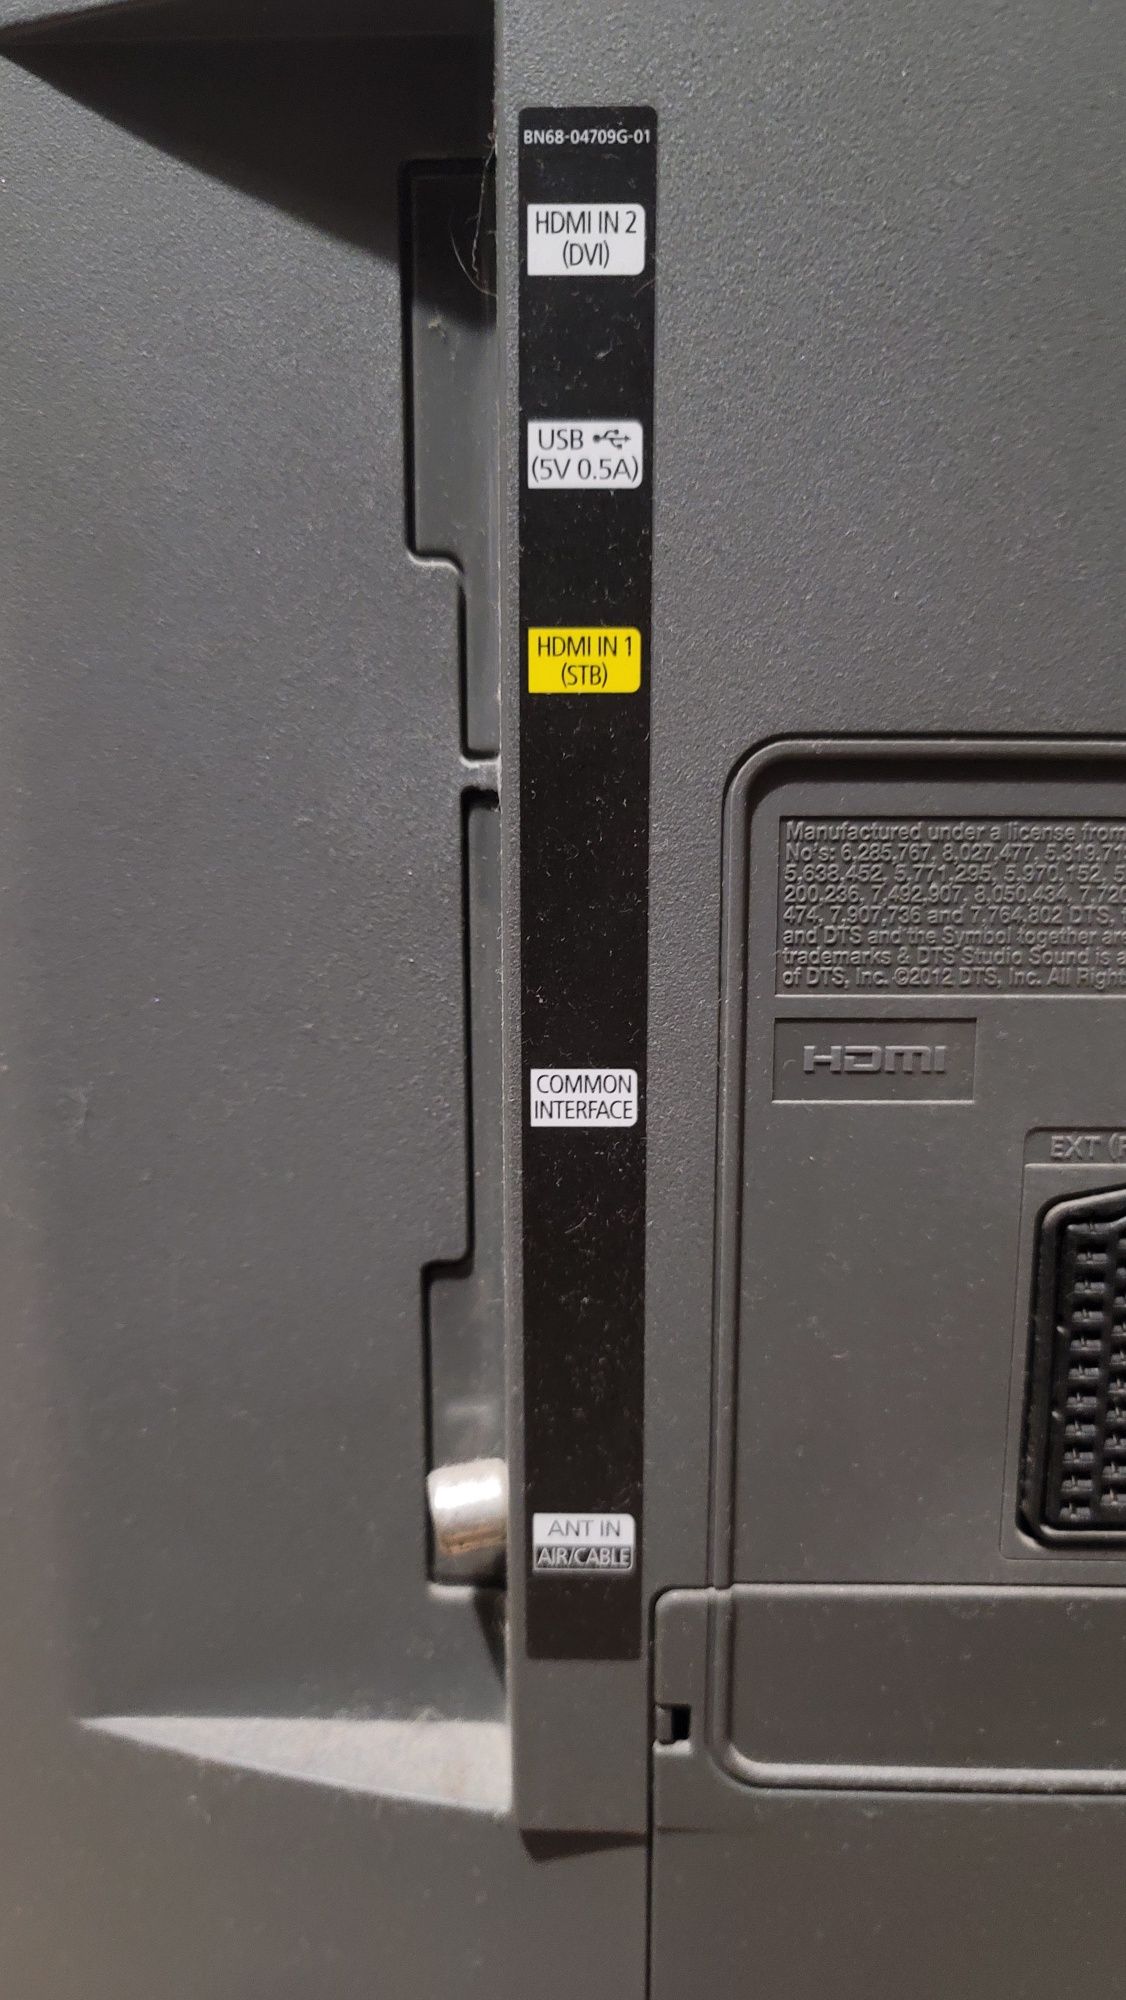 BN68-04709G-01
HDMI IN 2
(DVI)
USB
(5V 0.5A)
HDMI IN 1
(STB)
COMMON
INTERFACE
ANT IN
AIR/CABLE
Manufactured under a license from
No's: 6,285,767, 8,027,477, 5,319,71
5,638,452, 5,771,295, 5,970,152, 5
200,236, 7,492,907, 8,050,434, 7,720
474, 7,907,736 and 7,764,802 DTS,
and DTS and the Symbol together are
trademarks & DTS Studio Sound is a
of DTS, Inc. ©2012 DTS, Inc. All Right
HDMI
EXT (